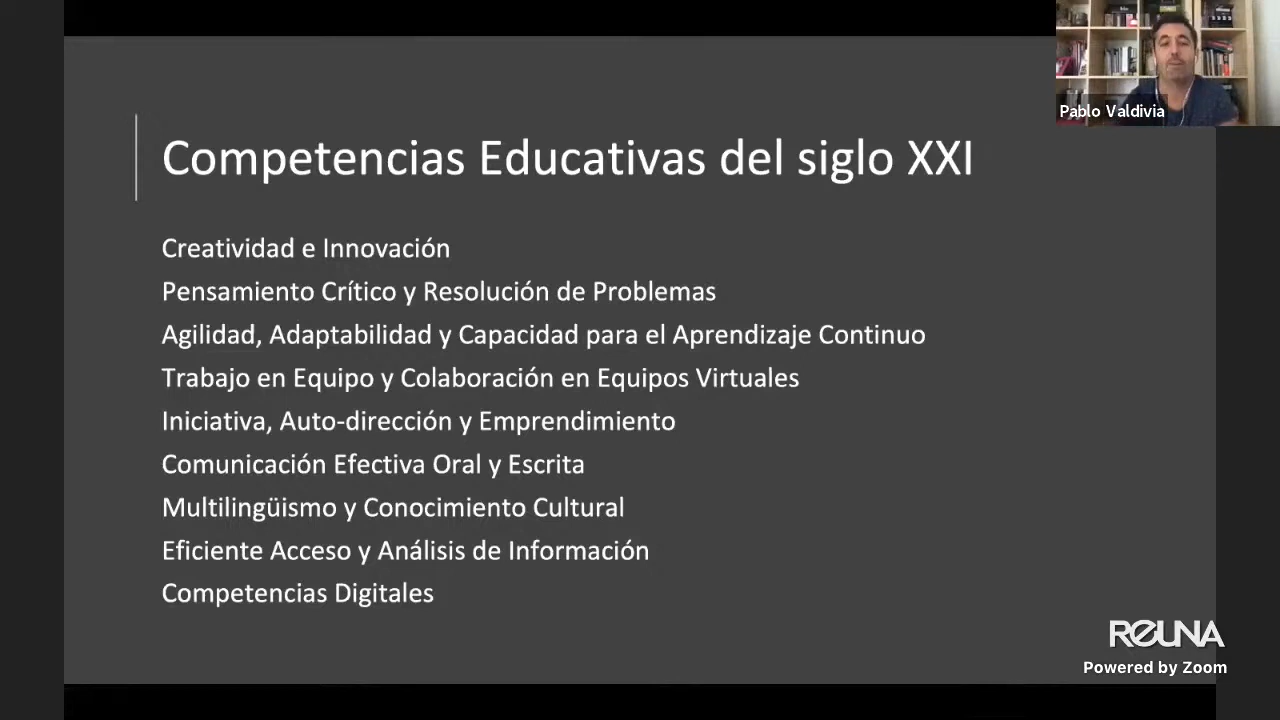 Pablo Valdivia
Competencias Educativas del siglo XXI
Creatividad e Innovación
Pensamiento Crítico y Resolución de Problemas
Agilidad, Adaptabilidad y Capacidad para el Aprendizaje Continuo
Trabajo en Equipo y Colaboración en Equipos Virtuales
Iniciativa, Auto-dirección y Emprendimiento
Comunicación Efectiva Oral y Escrita
Multilingüismo y Conocimiento Cultural
Eficiente Acceso y Análisis de Información
Competencias Digitales
REUNA
Powered by Zoom